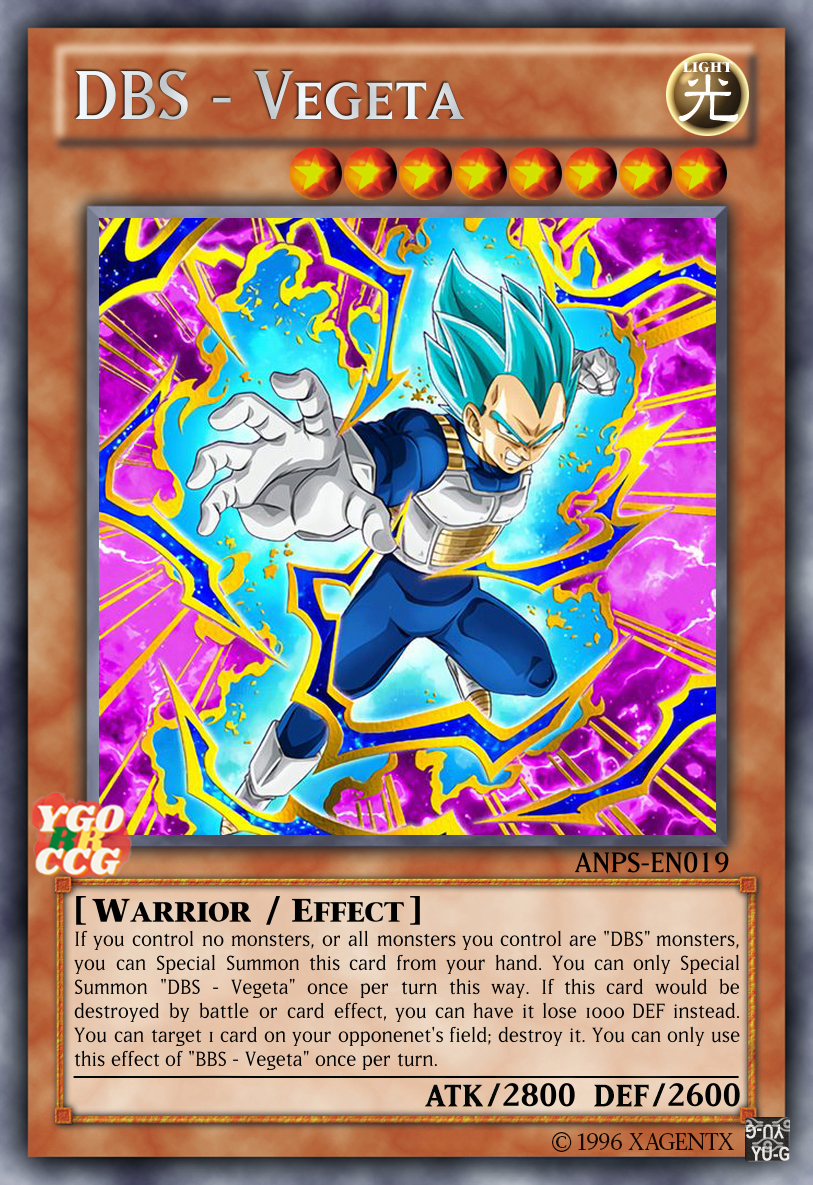 DBS - Vegeta
LIGHT
光
YGO
CCG
ANPS-EN019
[ Warrior / Effect ]
If you control no monsters, or all monsters you control are "DBS" monsters,
you can Special Summon this card from your hand. You can only Special
Summon "DBS - Vegeta" once per turn this way. If this card would be
destroyed by battle or card effect, you can have it lose 1000 DEF instead.
You can target 1 card on your opponenet's field; destroy it. You can only use
this effect of "BBS - Vegeta" once per turn.
ATK/2800 DEF/2600
© 1996 XAGENTX
YU-G